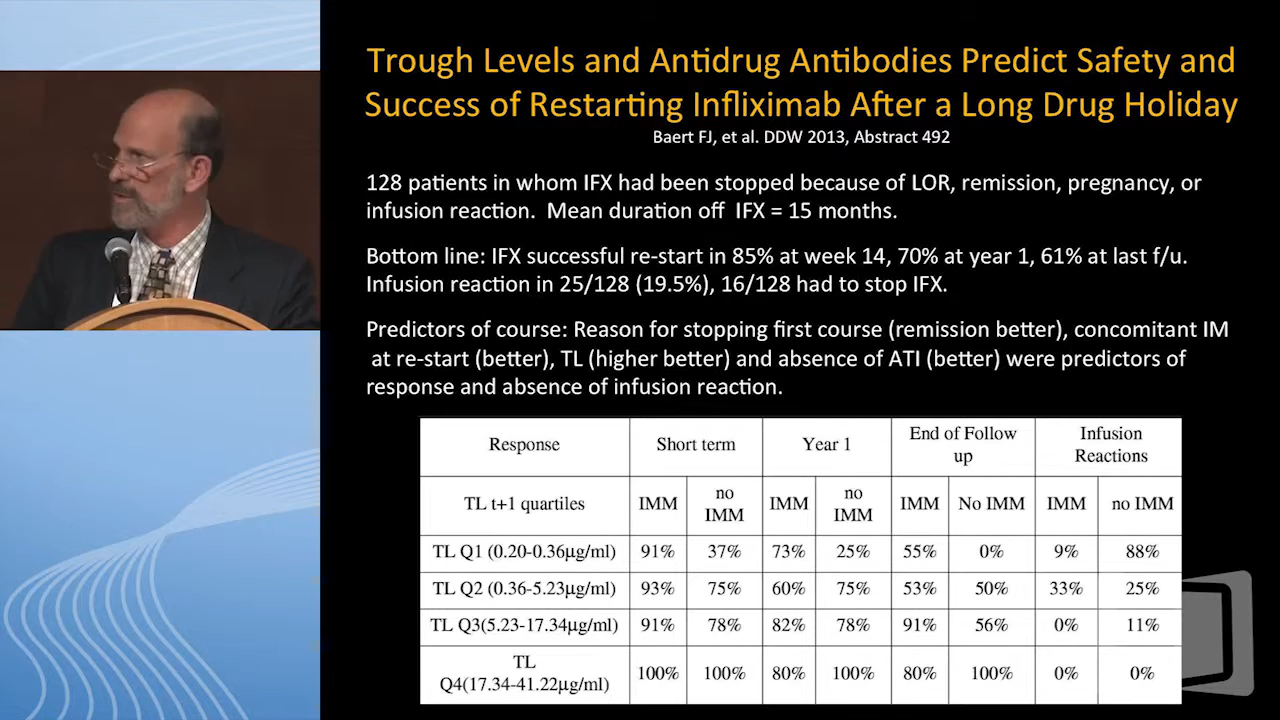 Trough Levels and Antidrug Antibodies Predict Safety and
Success of Restarting Infliximab After a Long Drug Holiday
Baert FJ, et al. DDW 2013, Abstract 492
128 patients in whom IFX had been stopped because of LOR, remission, pregnancy, or
infusion reaction. Mean duration off IFX = 15 months.
Bottom line: IFX successful re-start in 85% at week 14, 70% at year 1, 61% at last f/u.
Infusion reaction in 25/128 (19.5%), 16/128 had to stop IFX.
Predictors of course: Reason for stopping first course (remission better), concomitant IM
at re-start (better), TL (higher better) and absence of ATI (better) were predictors of
response and absence of infusion reaction.
Response Short term Year 1 End of Follow up Infusion Reactions
TL t+1 quartiles IMM no IMM IMM no IMM IMM No IMM IMM no IMM
TL Q1 (0.20-0.36µg/ml) 91% 37% 73% 25% 55% 0% 9% 88%
TL Q2 (0.36-5.23µg/ml) 93% 75% 60% 75% 53% 50% 33% 25%
TL Q3(5.23-17.34µg/ml) 91% 78% 82% 78% 91% 56% 0% 11%
TL Q4(17.34-41.22µg/ml) 100% 100% 80% 100% 80% 100% 0% 0%